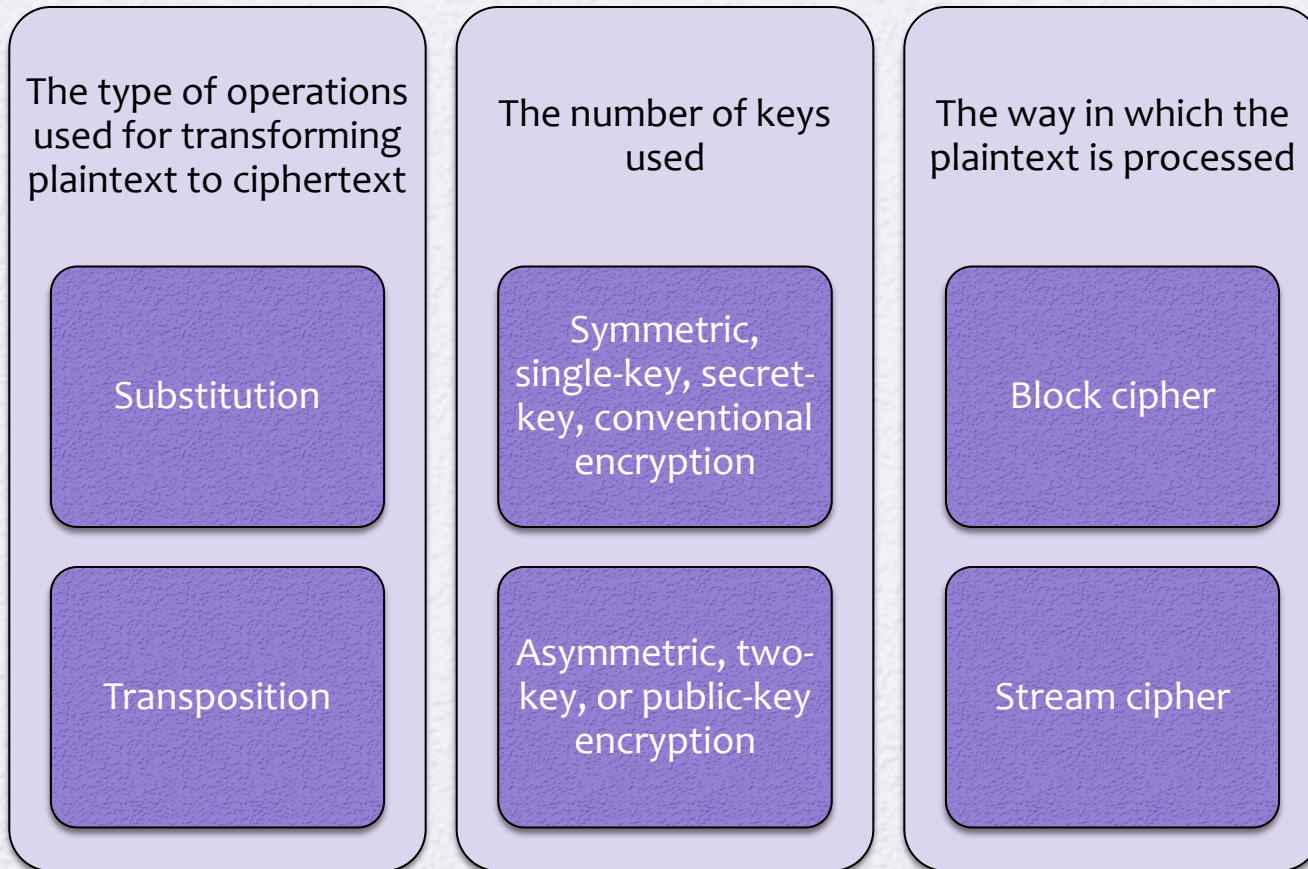 The type of operations
used for transforming
plaintext to ciphertext
Substitution
Transposition
The number of keys
used
Symmetric,
single-key, secret-
key, conventional
encryption
Asymmetric, two-
key, or public-key
encryption
The way in which the
plaintext is processed
Block cipher
Stream cipher